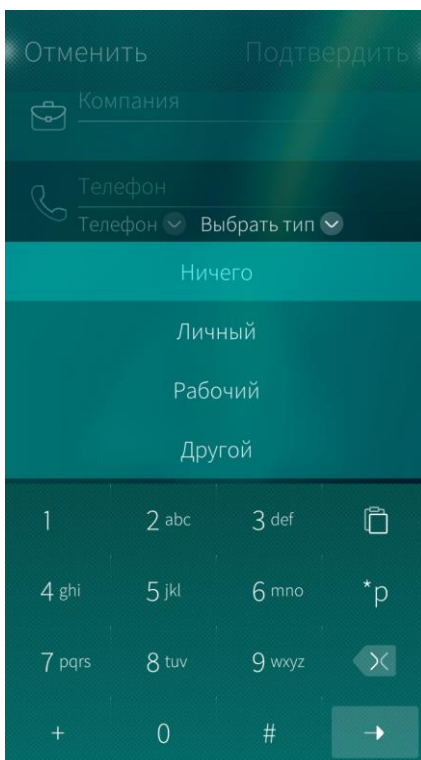 Отменить Подтвердить
Компания
Телефон
Телефон Выбрать тип
Ничего
Личный
Рабочий
Другой
1 2 abc 3 def
4 ghi 5 jkl 6 mno *p
7 pqrs 8 tuv 9 wxyz
+ 0 #